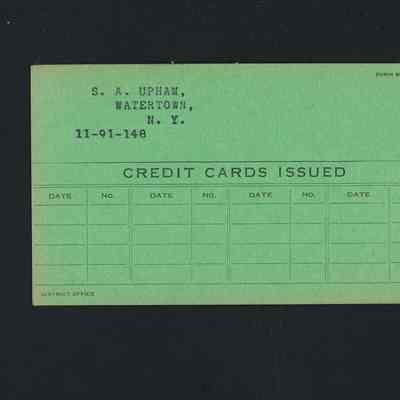 S. A. UPHAM,
WATERTOWN,
N. Y.
11-91-148
CREDIT CARDS ISSUED
DATE No. DATE No. DATE No. DATE
DISTRICT OFFICE